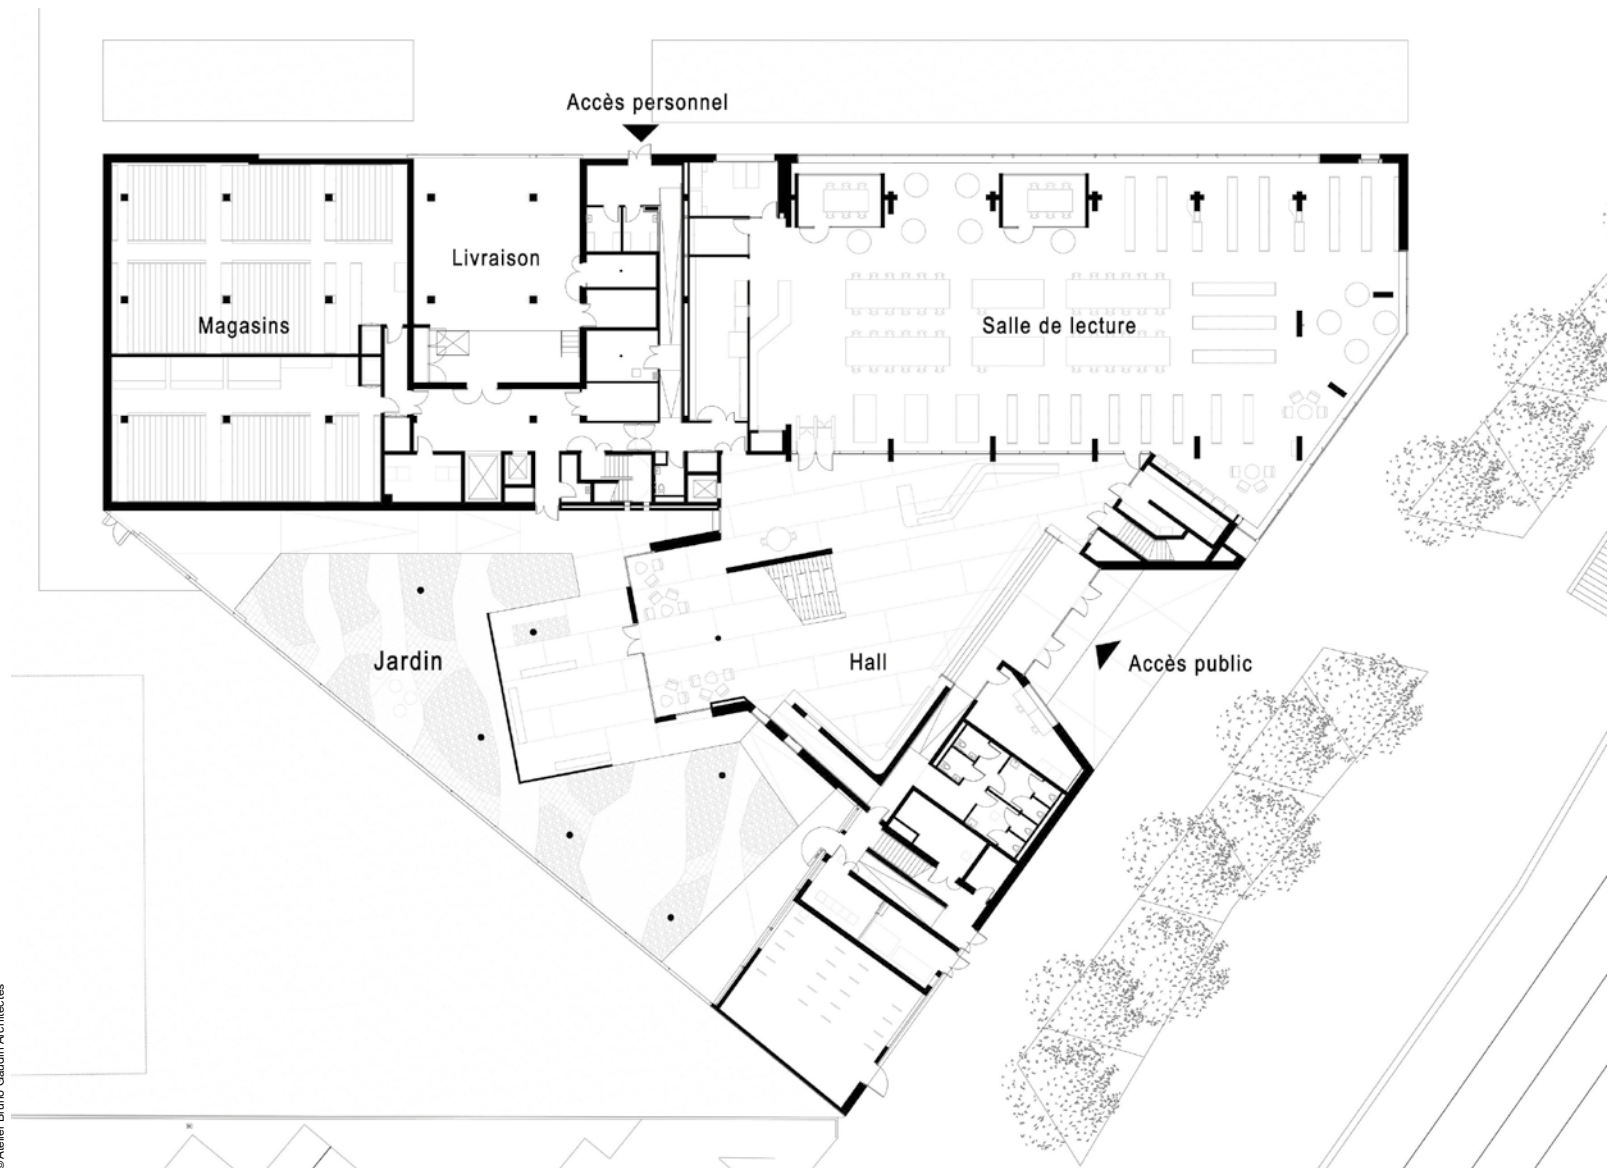 Accès personnel
Livraison
Magasins
Salle de lecture
Jardin
Hall
Accès public
©Atelier Bruno Gaudin Architectes